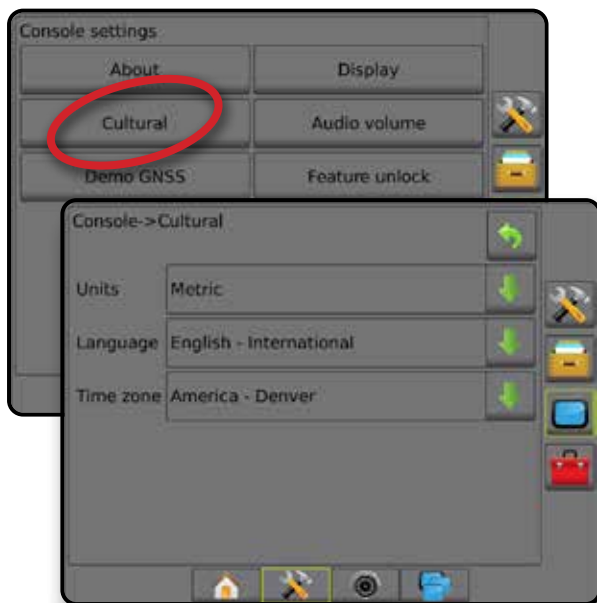 Console settings
About Display
Cultural Audio volume
Demo GNSS Feature unlock
Console->Cultural
Units Metric
Language English - International
Time zone America - Denver